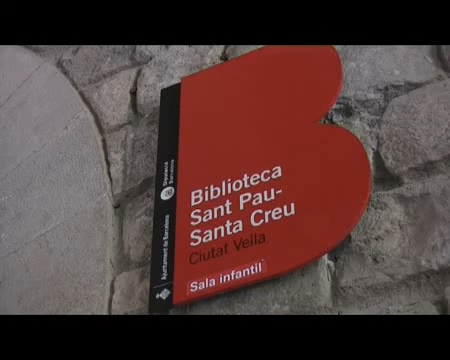 Biblioteca
Sant Pau-
Santa Creu
Ciutat Vella
Sala infantil
Ajuntament de Barcelona
Diputació
Barcelona